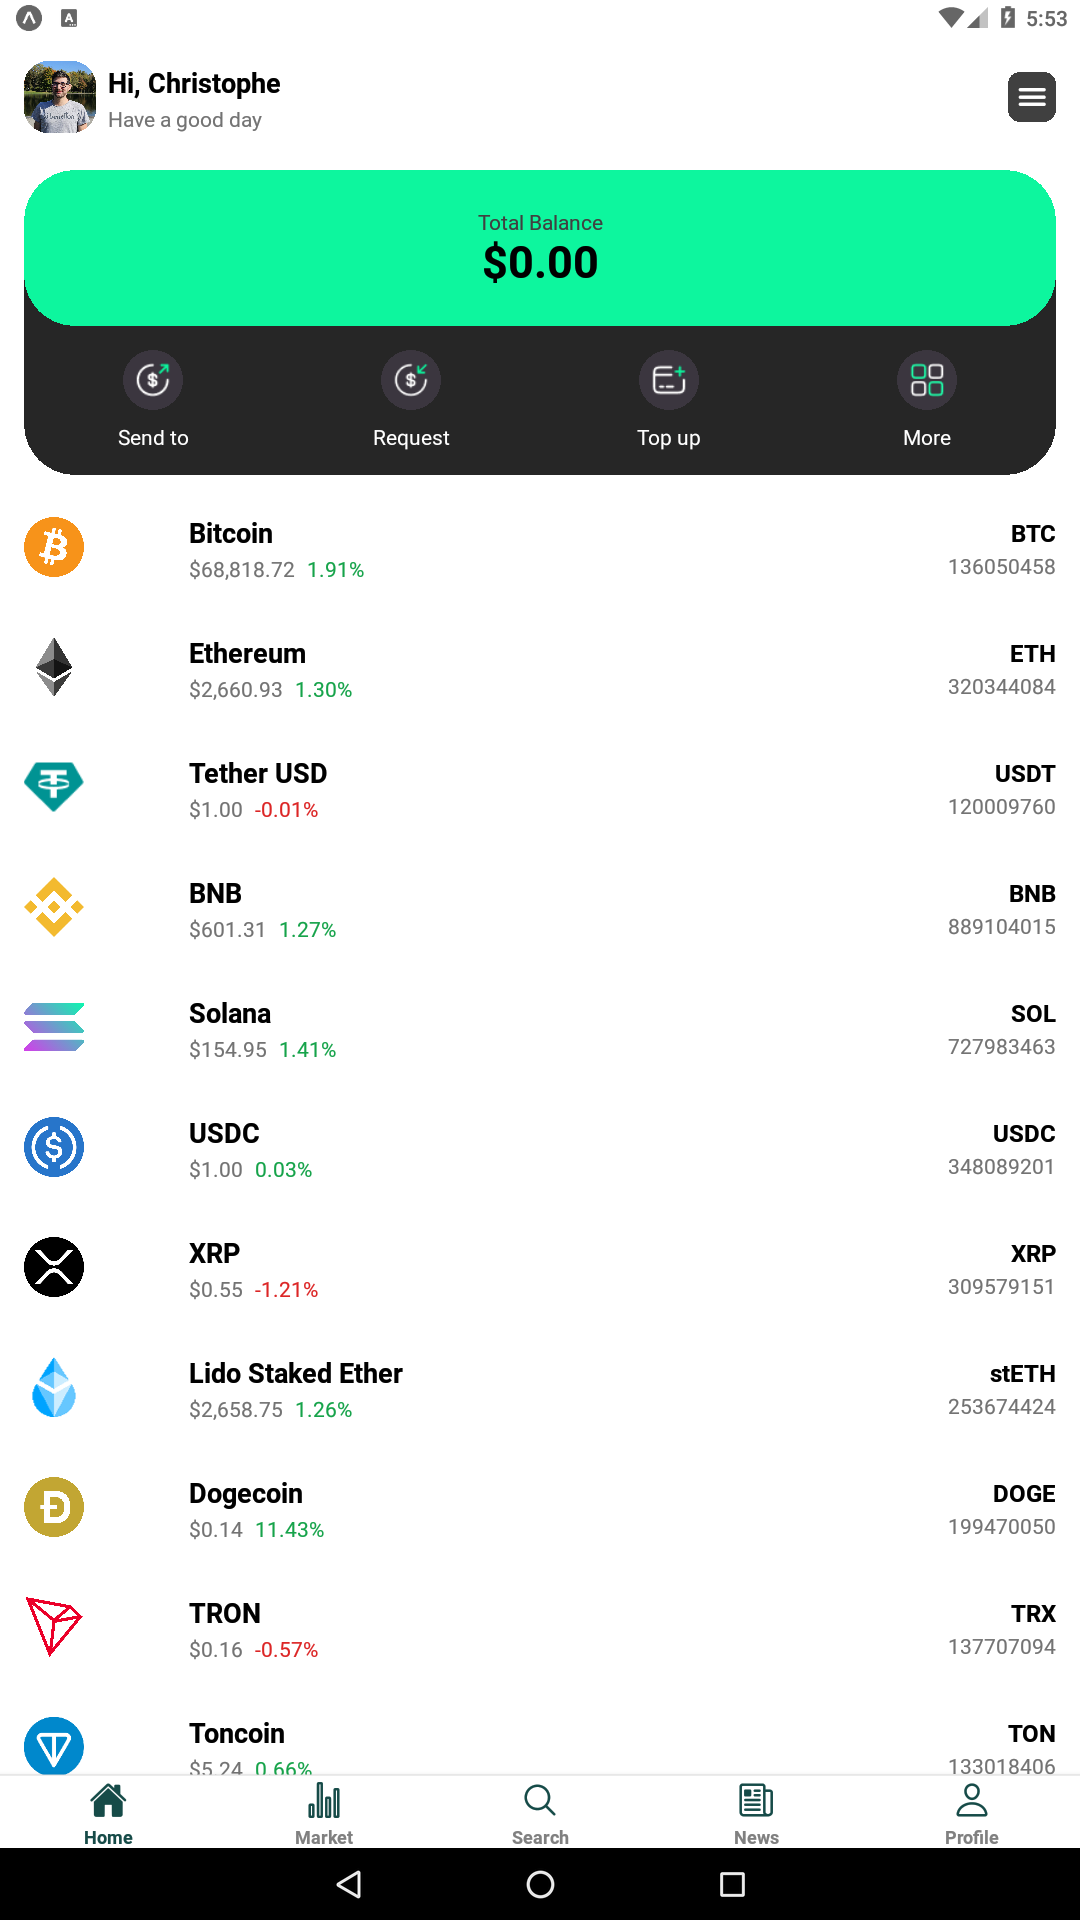 5:53
Hi, Christophe
Have a good day
Total Balance
$0.00
Send to
Request
Top up
More
Bitcoin
BTC
$68,818.72 1.91%
136050458
Ethereum
ETH
$2,660.93 1.30%
320344084
Tether USD
USDT
$1.00 -0.01%
120009760
BNB
BNB
$601.31 1.27%
889104015
Solana
SOL
$154.95 1.41%
727983463
USDC
USDC
$1.00 0.03%
348089201
XRP
XRP
$0.55 -1.21%
309579151
Lido Staked Ether
stETH
$2,658.75 1.26%
253674424
Dogecoin
DOGE
$0.14 11.43%
199470050
TRON
TRX
$0.16 -0.57%
137707094
Toncoin
TON
$5.24 0.66%
133018406
Home
Market
Search
News
Profile